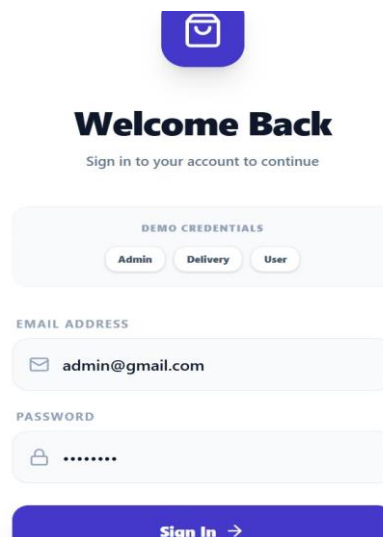 Welcome Back
Sign in to your account to continue
DEMO CREDENTIALS
Admin Delivery User
EMAIL ADDRESS
admin@gmail.com
PASSWORD
••••••••
Sign In →